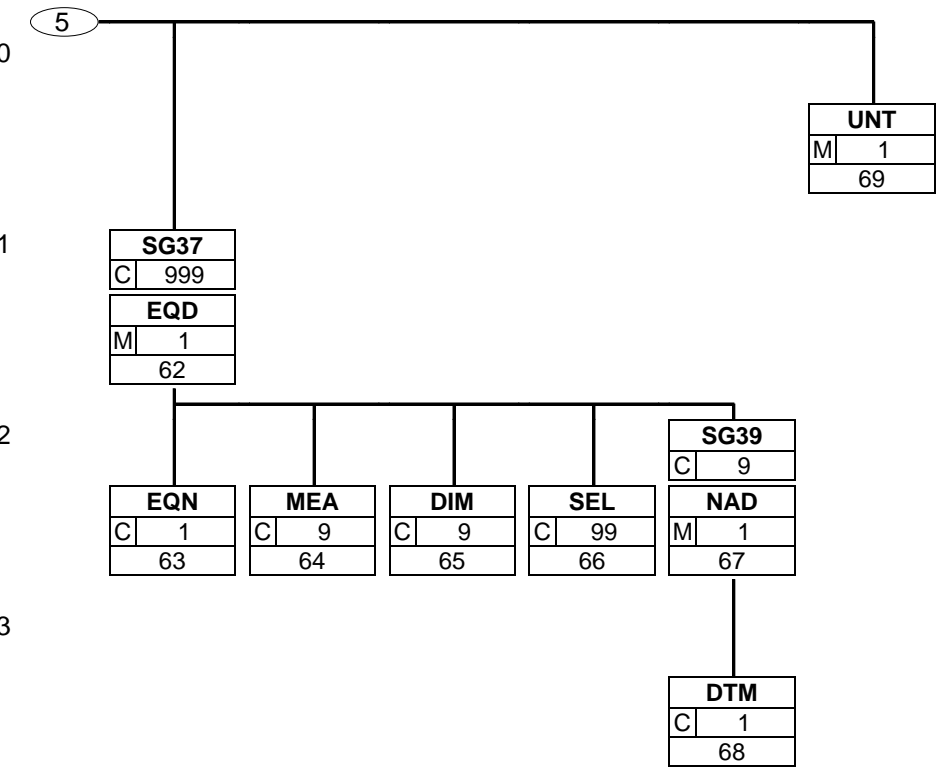 5
0
UNT
M 1
69
1
SG37
C 999
EQD
M 1
62
2
SG39
C 9
EQN
C 1
63
MEA
C 9
64
DIM
C 9
65
SEL
C 99
66
NAD
M 1
67
3
DTM
C 1
68